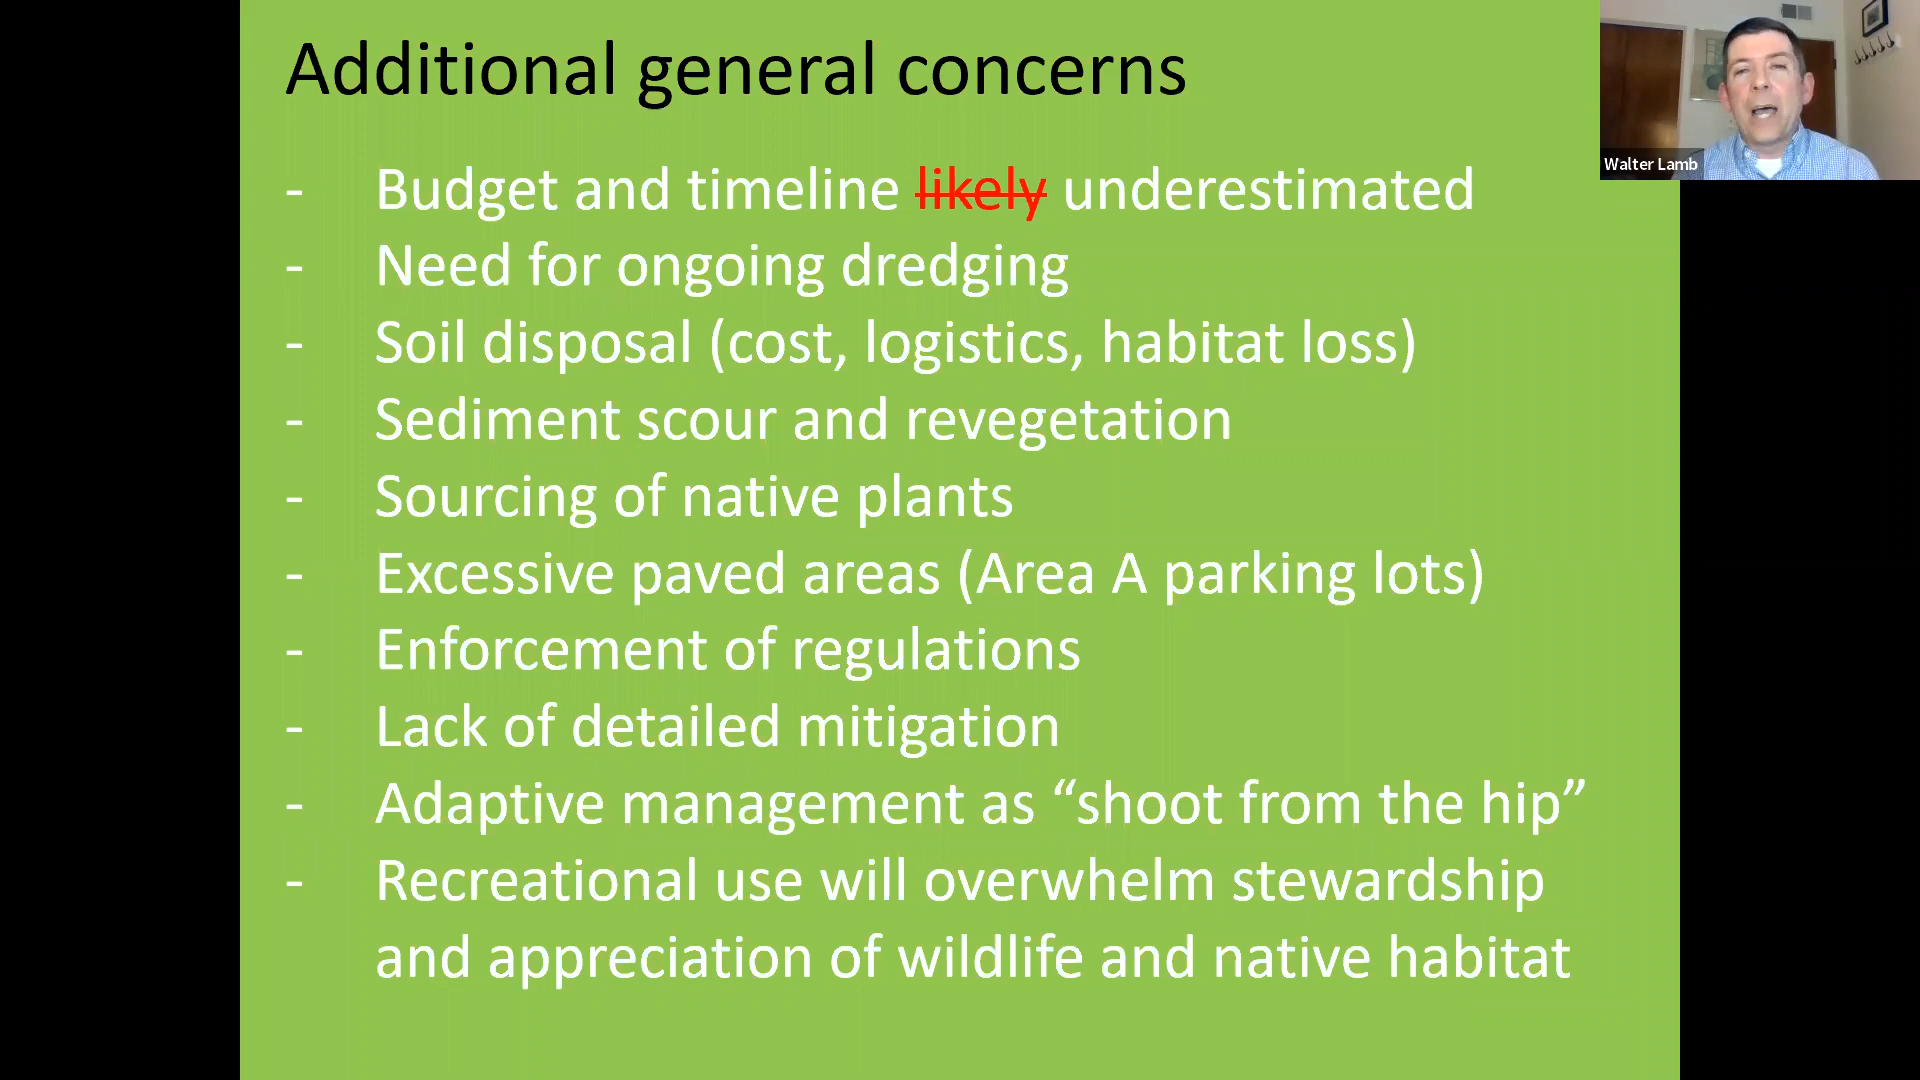 Additional general concerns
- Budget and timeline likely underestimated
- Need for ongoing dredging
- Soil disposal (cost, logistics, habitat loss)
- Sediment scour and revegetation
- Sourcing of native plants
- Excessive paved areas (Area A parking lots)
- Enforcement of regulations
- Lack of detailed mitigation
- Adaptive management as “shoot from the hip”
- Recreational use will overwhelm stewardship
and appreciation of wildlife and native habitat
Walter Lamb